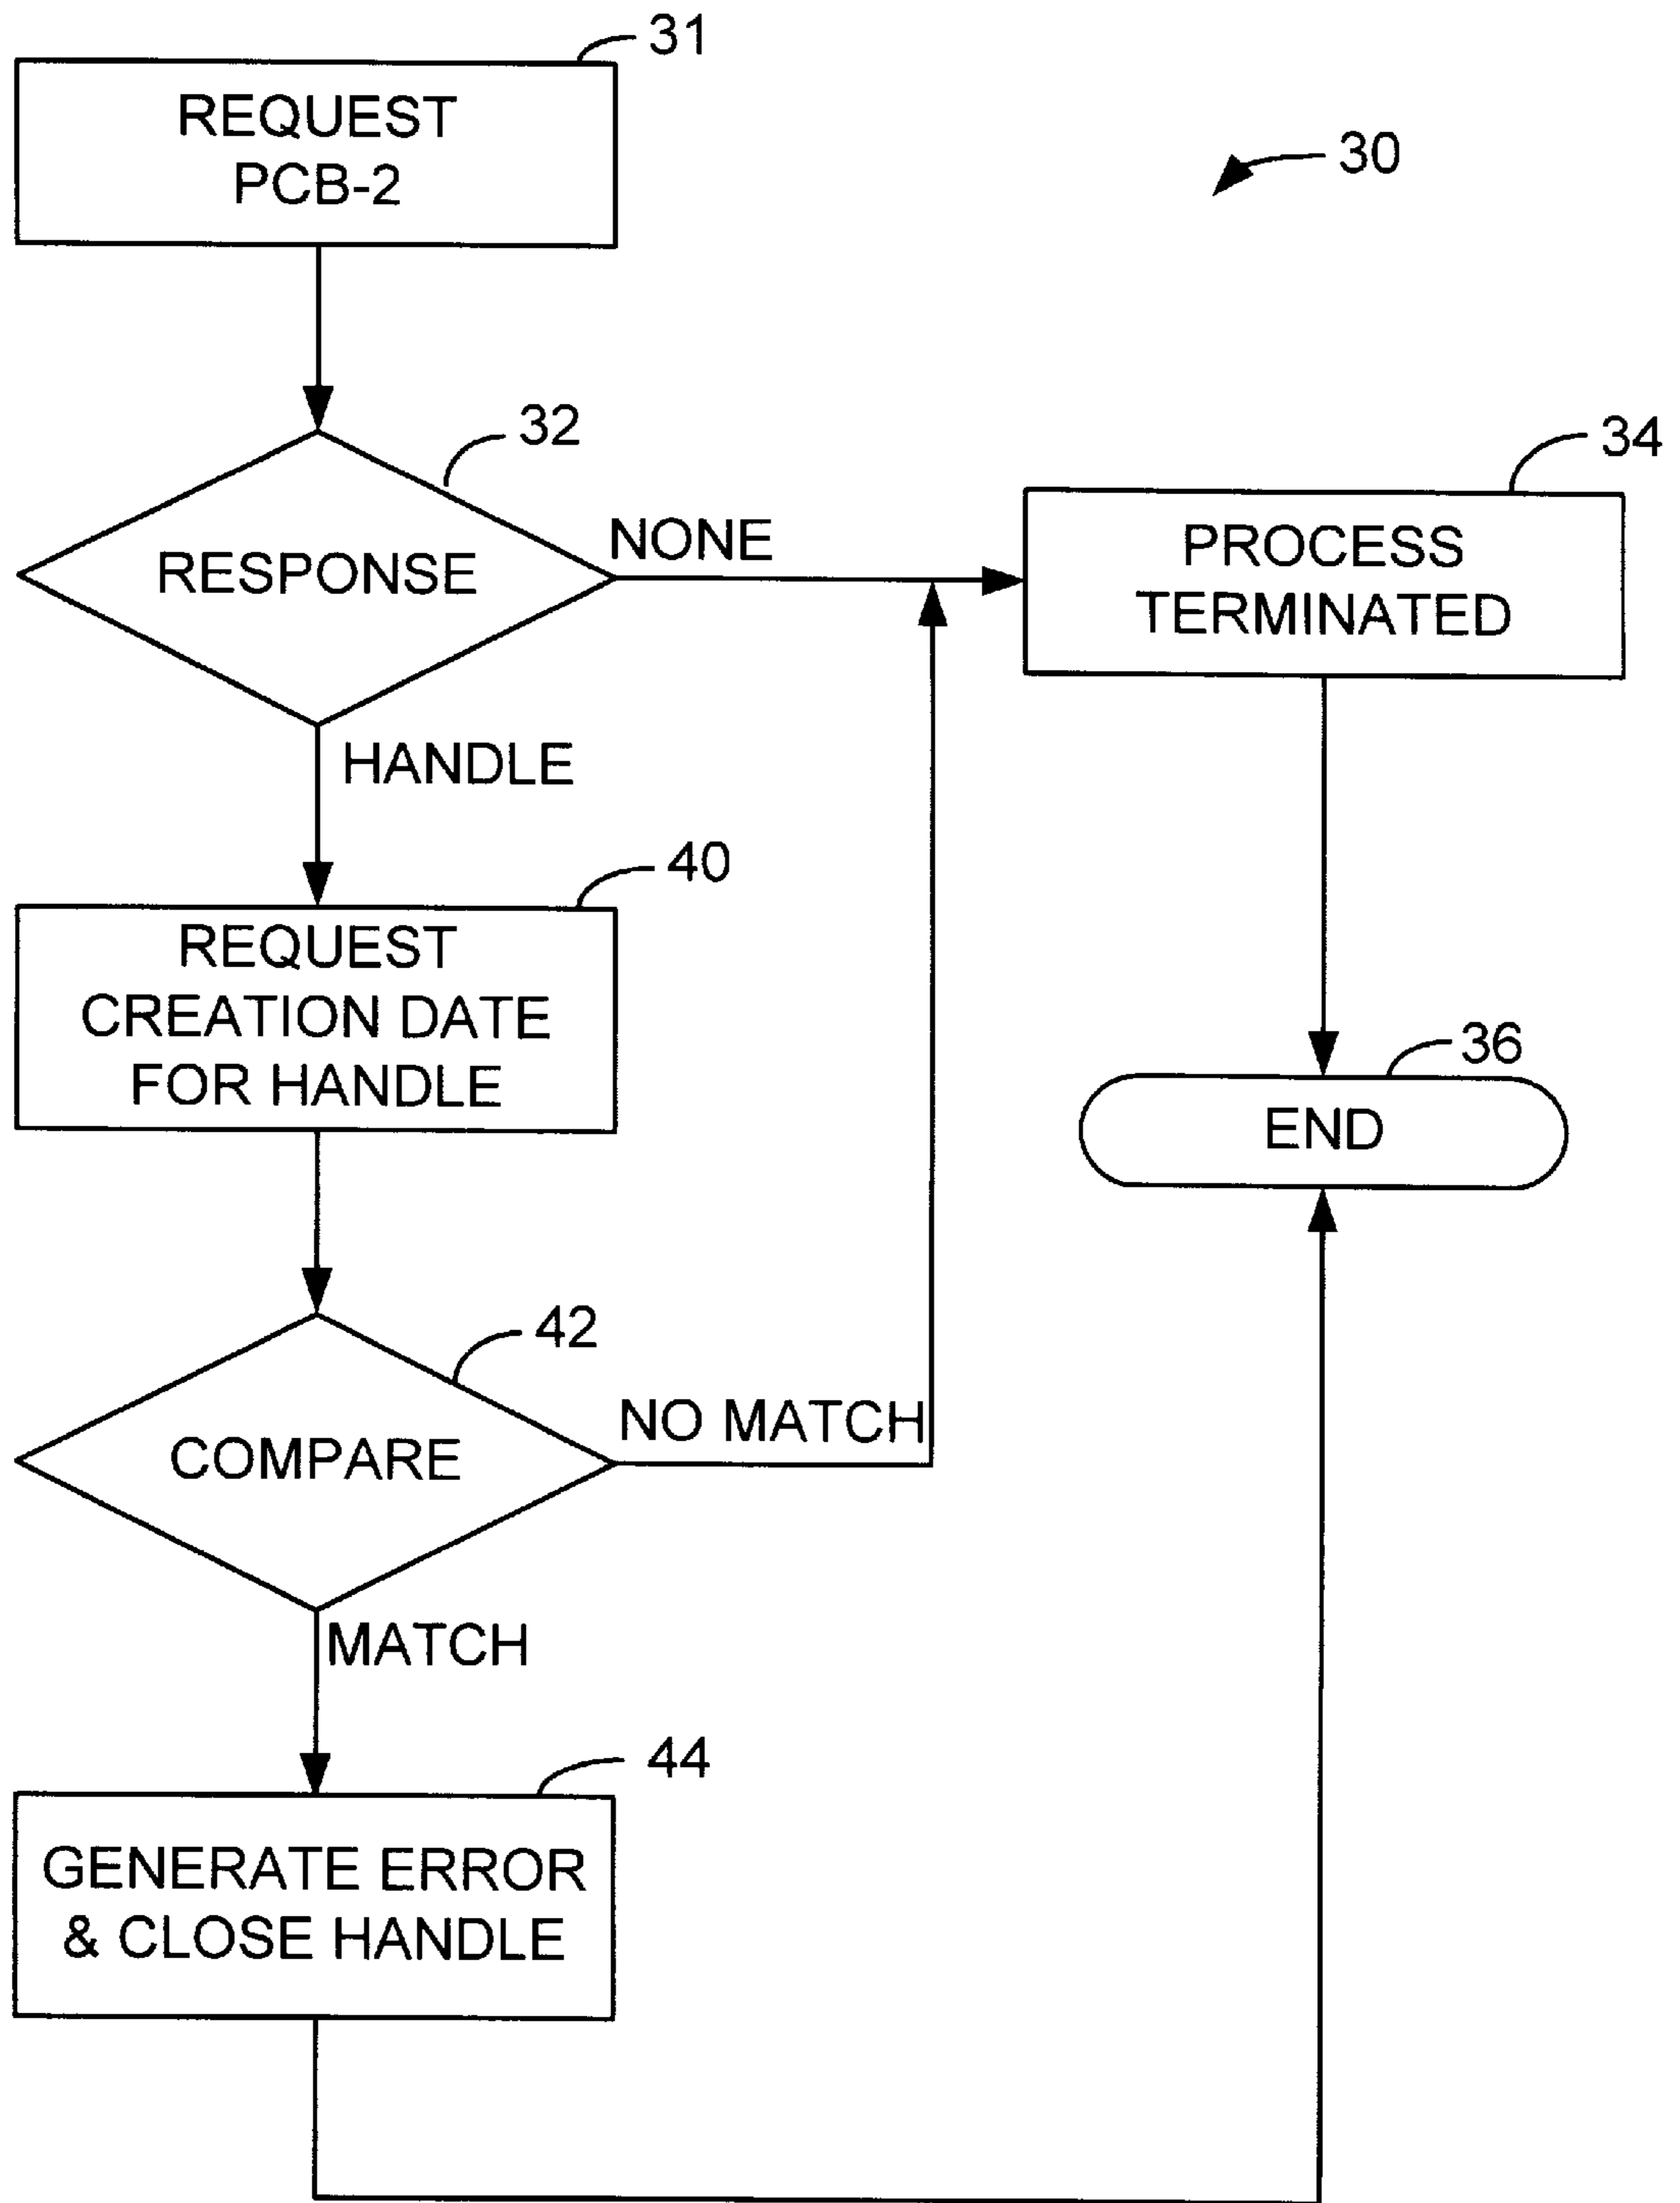 31
REQUEST
PCB-2
30
32
RESPONSE
NONE
34
PROCESS
TERMINATED
HANDLE
40
REQUEST
CREATION DATE
FOR HANDLE
36
END
42
COMPARE
NO MATCH
MATCH
44
GENERATE ERROR
& CLOSE HANDLE